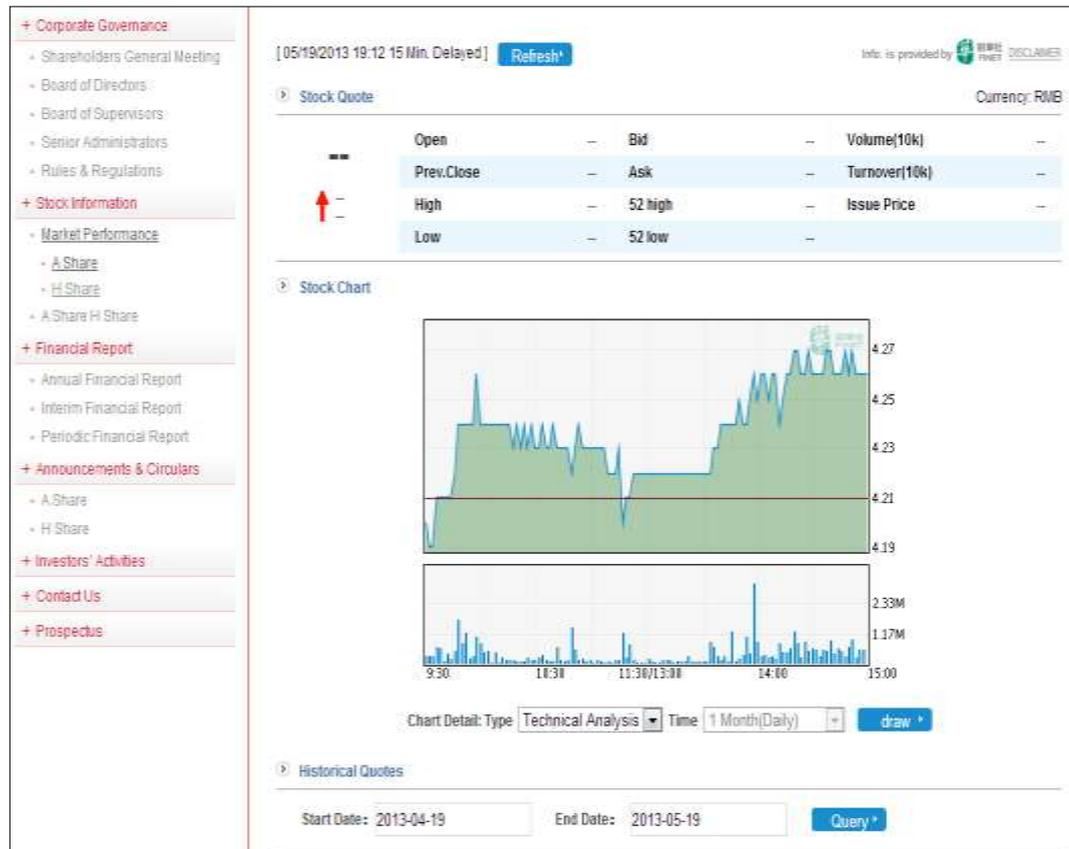 + Corporate Governance
Shareholders General Meeting
Board of Directors
Board of Supervisors
Senior Administrators
Rules & Regulations
+ Stock Information
Market Performance
A Share
H Share
A Share H Share
+ Financial Report
Annual Financial Report
Interim Financial Report
Periodic Financial Report
+ Announcements & Circulars
A Share
H Share
+ Investors' Activities
+ Contact Us
+ Prospectus
[ 05/19/2013 19:12 15 Min. Delayed ] Refresh
Info. is provided by FINET DISCLAIMER
Stock Quote Currency: RMB
--
--
--
Open -- Bid -- Volume(10k) --
Prev.Close -- Ask -- Turnover(10k) --
High -- 52 high -- Issue Price --
Low -- 52 low --
Stock Chart
4.27
4.25
4.23
4.21
4.19
2.33M
1.17M
9:30 10:30 11:30/13:00 14:00 15:00
Chart Detail: Type Technical Analysis Time 1 Month(Daily) draw
Historical Quotes
Start Date: 2013-04-19 End Date: 2013-05-19 Query